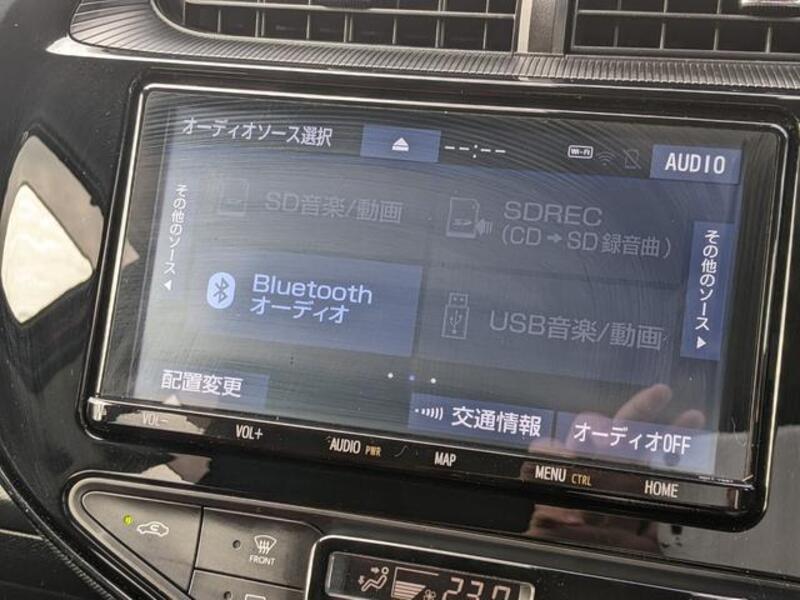 オーディオソース選択
--:--
Wi-Fi
AUDIO
その他のソース
SD音楽/動画
SDREC
(CD➔SD録音曲)
その他のソース
Bluetooth
オーディオ
USB音楽/動画
配置変更
交通情報
オーディオOFF
VOL-
VOL+
AUDIO PWR
MAP
MENU CTRL
HOME
FRONT
23.0